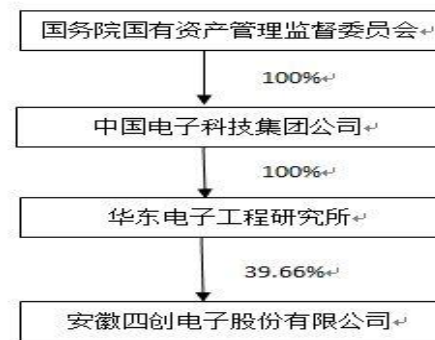 国务院国有资产管理监督委员会
100%
中国电子科技集团公司
100%
华东电子工程研究所
39.66%
安徽四创电子股份有限公司